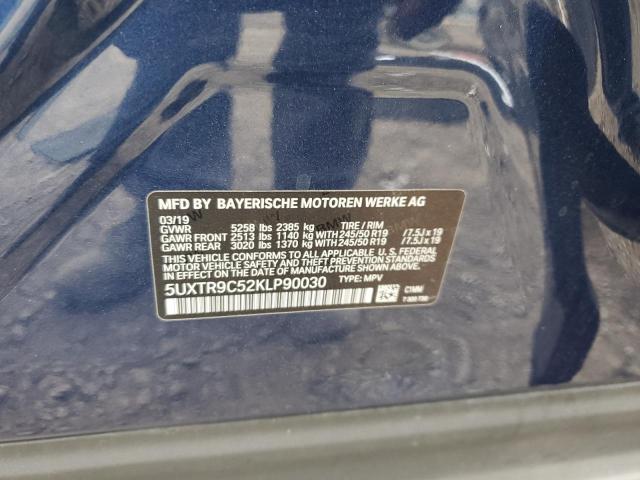 MFD BY BAYERISCHE MOTOREN WERKE AG
03/19
GVWR 5258 lbs 2385 kg TIRE / RIM
GAWR FRONT 2513 lbs 1140 kg WITH 245/50 R19 /7.5J x 19
GAWR REAR 3020 lbs 1370 kg WITH 245/50 R19 /7.5J x 19
THIS VEHICLE CONFORMS TO ALL APPLICABLE U. S. FEDERAL
MOTOR VEHICLE SAFETY, BUMPER, AND THEFT PREVENTION
STANDARDS IN EFFECT ON THE DATE OF MANUFACTURE SHOWN ABOVE.
5UXTR9C52KLP90030 TYPE: MPV
C1MM